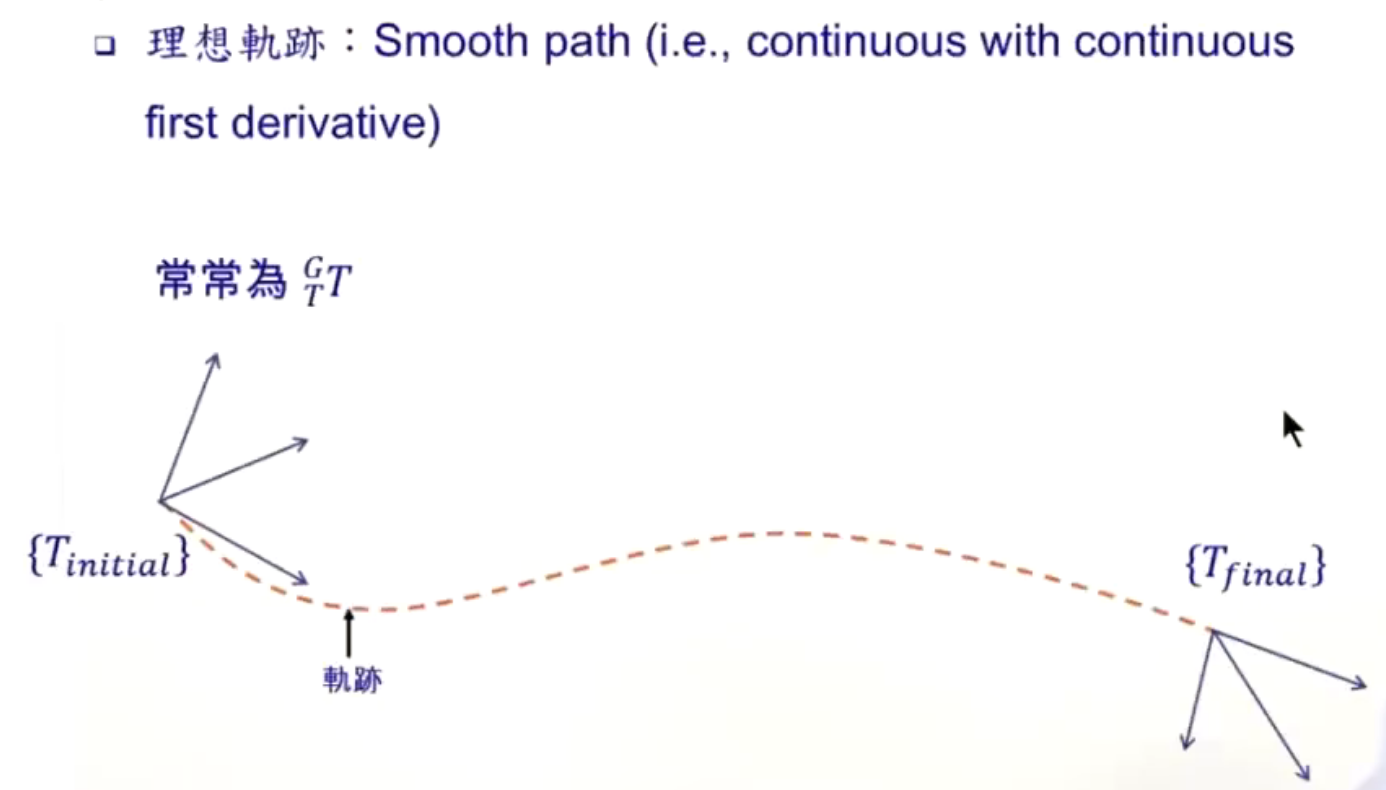 理想軌跡：Smooth path (i.e., continuous with continuous
first derivative)
常常為 ${}^{G}_{T}T$
{T_{initial}}
{T_{final}}
軌跡